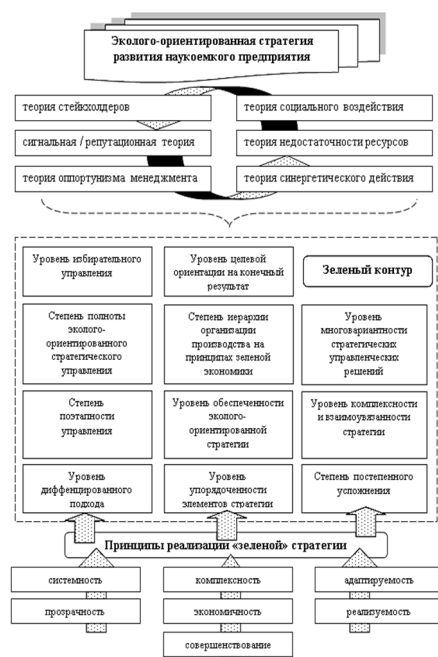 Эколого-ориентированная стратегия
развития наукоемкого предприятия
теория стейкхолдеров
теория социального воздействия
сигнальная / репутационная теория
теория недостаточности ресурсов
теория оппортунизма менеджмента
теория синергетического действия
Уровень избирательного
управления
Уровень целевой
ориентации на конечный
результат
Зеленый контур
Степень полноты
эколого-
ориентированного
стратегического
управления
Степень иерархии
организации
производства на
принципах зеленой
экономики
Уровень
многовариантности
стратегических
управленческих
решений
Степень
поэтапности
управления
Уровень обеспеченности
эколого-
ориентированной
стратегии
Уровень комплексности
и взаимоувязанности
стратегии
Уровень
диффенцированного
подхода
Уровень
упорядоченности
элементов стратегии
Степень постепенного
усложнения
Принципы реализации «зеленой» стратегии
системность
комплексность
адаптируемость
прозрачность
экономичность
реализуемость
совершенствование